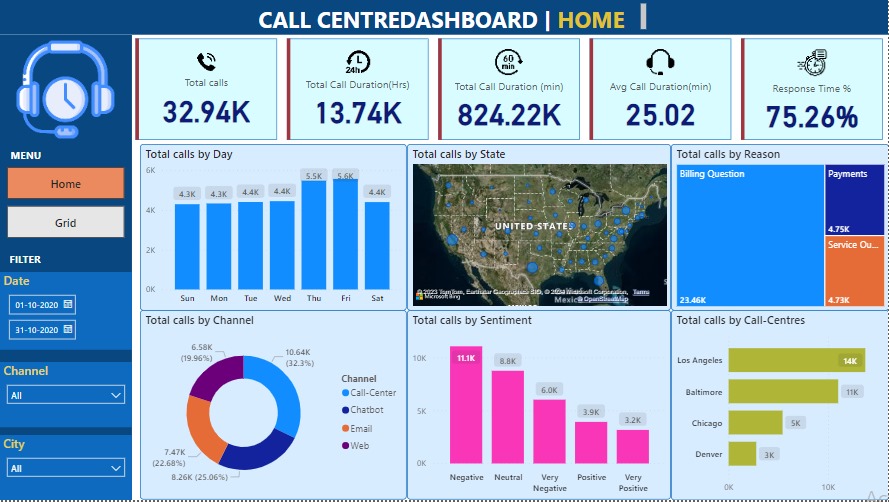 CALL CENTREDASHBOARD | HOME
Total calls
32.94K
24h
Total Call Duration(Hrs)
13.74K
60
min
Total Call Duration (min)
824.22K
Avg Call Duration(min)
25.02
Response Time %
75.26%
MENU
Home
Grid
FILTER
Date
01-10-2020
31-10-2020
Channel
All
City
All
Total calls by Day
6K
4K
2K
0K
4.3K
4.3K
4.4K
4.4K
5.5K
5.6K
4.4K
Sun
Mon
Tue
Wed
Thu
Fri
Sat
Total calls by State
UNITED STATES
© 2023 TomTom, Earthstar Geographics SIO, © 2024 Microsoft Corporation, Terms
Microsoft Bing
© OpenStreetMap
Total calls by Reason
Billing Question
23.46K
Payments
4.75K
Service Ou...
4.73K
Total calls by Channel
6.58K
(19.96%)
10.64K
(32.3%)
7.47K
(22.68%)
8.26K (25.06%)
Channel
Call-Center
Chatbot
Email
Web
Total calls by Sentiment
10K
5K
0K
11.1K
8.8K
6.0K
3.9K
3.2K
Negative
Neutral
Very
Negative
Positive
Very
Positive
Total calls by Call-Centres
Los Angeles
14K
Baltimore
11K
Chicago
5K
Denver
3K
0K
10K